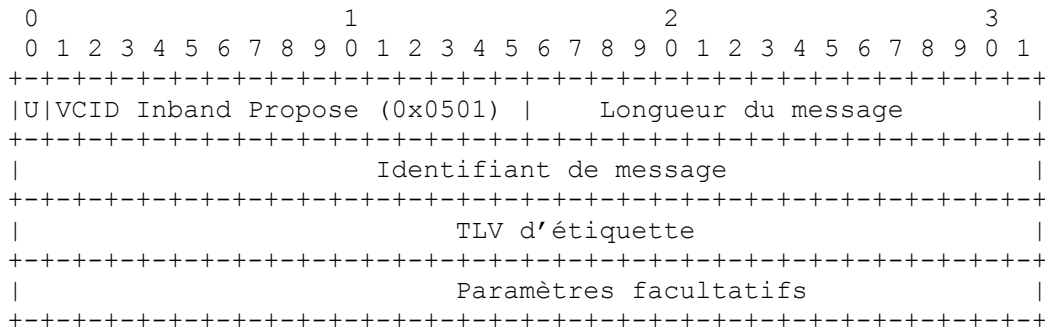 0                   1                   2                   3
 0 1 2 3 4 5 6 7 8 9 0 1 2 3 4 5 6 7 8 9 0 1 2 3 4 5 6 7 8 9 0 1
+-+-+-+-+-+-+-+-+-+-+-+-+-+-+-+-+-+-+-+-+-+-+-+-+-+-+-+-+-+-+-+-+
|U|VCID Inband Propose (0x0501) |    Longueur du message        |
+-+-+-+-+-+-+-+-+-+-+-+-+-+-+-+-+-+-+-+-+-+-+-+-+-+-+-+-+-+-+-+-+
|                      Identifiant de message                   |
+-+-+-+-+-+-+-+-+-+-+-+-+-+-+-+-+-+-+-+-+-+-+-+-+-+-+-+-+-+-+-+-+
|                           TLV d’étiquette                     |
+-+-+-+-+-+-+-+-+-+-+-+-+-+-+-+-+-+-+-+-+-+-+-+-+-+-+-+-+-+-+-+-+
|                           Paramètres facultatifs              |
+-+-+-+-+-+-+-+-+-+-+-+-+-+-+-+-+-+-+-+-+-+-+-+-+-+-+-+-+-+-+-+-+